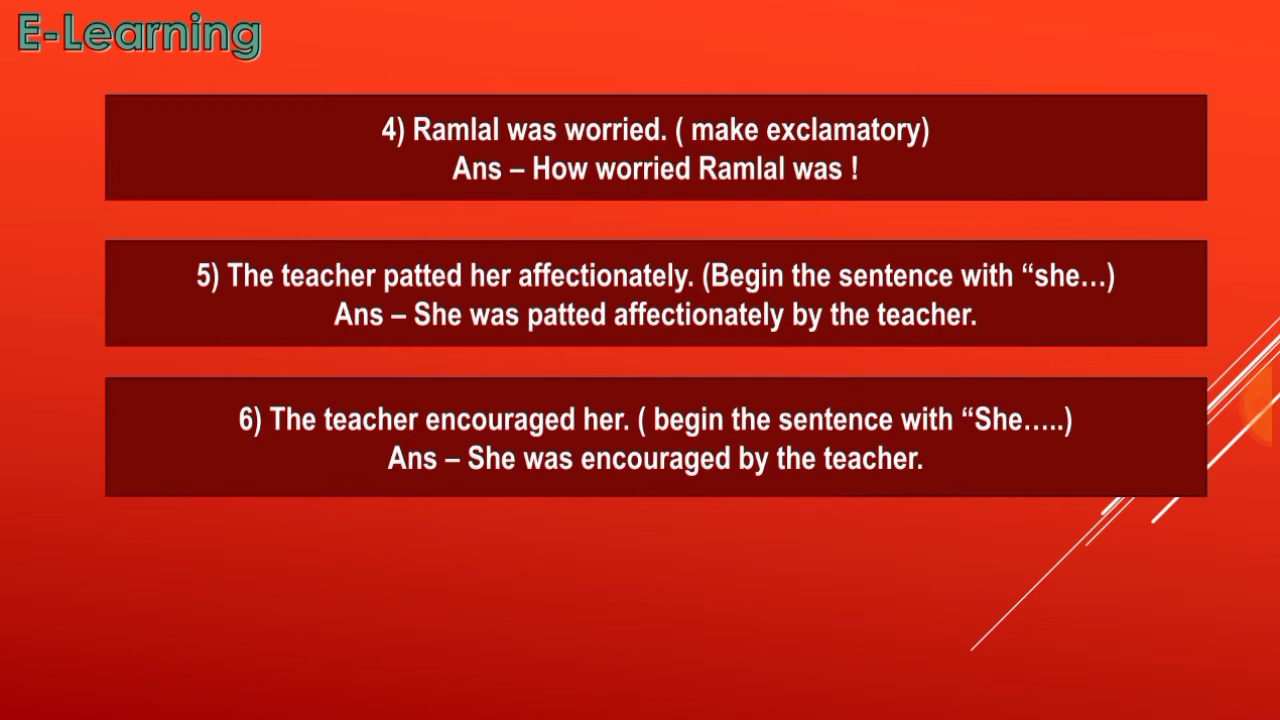 E-Learning
4) Ramlal was worried. ( make exclamatory)
Ans – How worried Ramlal was !
5) The teacher patted her affectionately. (Begin the sentence with “she...)
Ans – She was patted affectionately by the teacher.
6) The teacher encouraged her. ( begin the sentence with “She.....)
Ans – She was encouraged by the teacher.